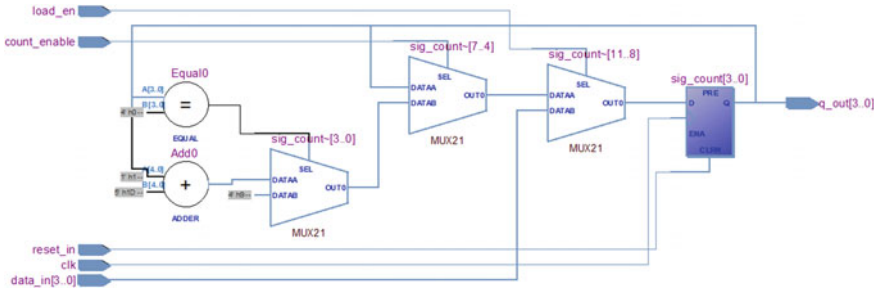 load_en
count_enable
sig_count~[7..4]
sig_count~[11..8]
sig_count[3..0]
Equal0
SEL
SEL
PRE
A[3..0]
B[3..0]
=
DATAA
DATAB
OUT0
DATAA
DATAB
OUT0
D
Q
q_out[3..0]
ENA
CLRN
4' h0--
EQUAL
sig_count~[3..0]
MUX21
MUX21
Add0
SEL
A[4..0]
B[4..0]
+
DATAA
DATAB
OUT0
ADDER
MUX21
reset_in
clk
data_in[3..0]